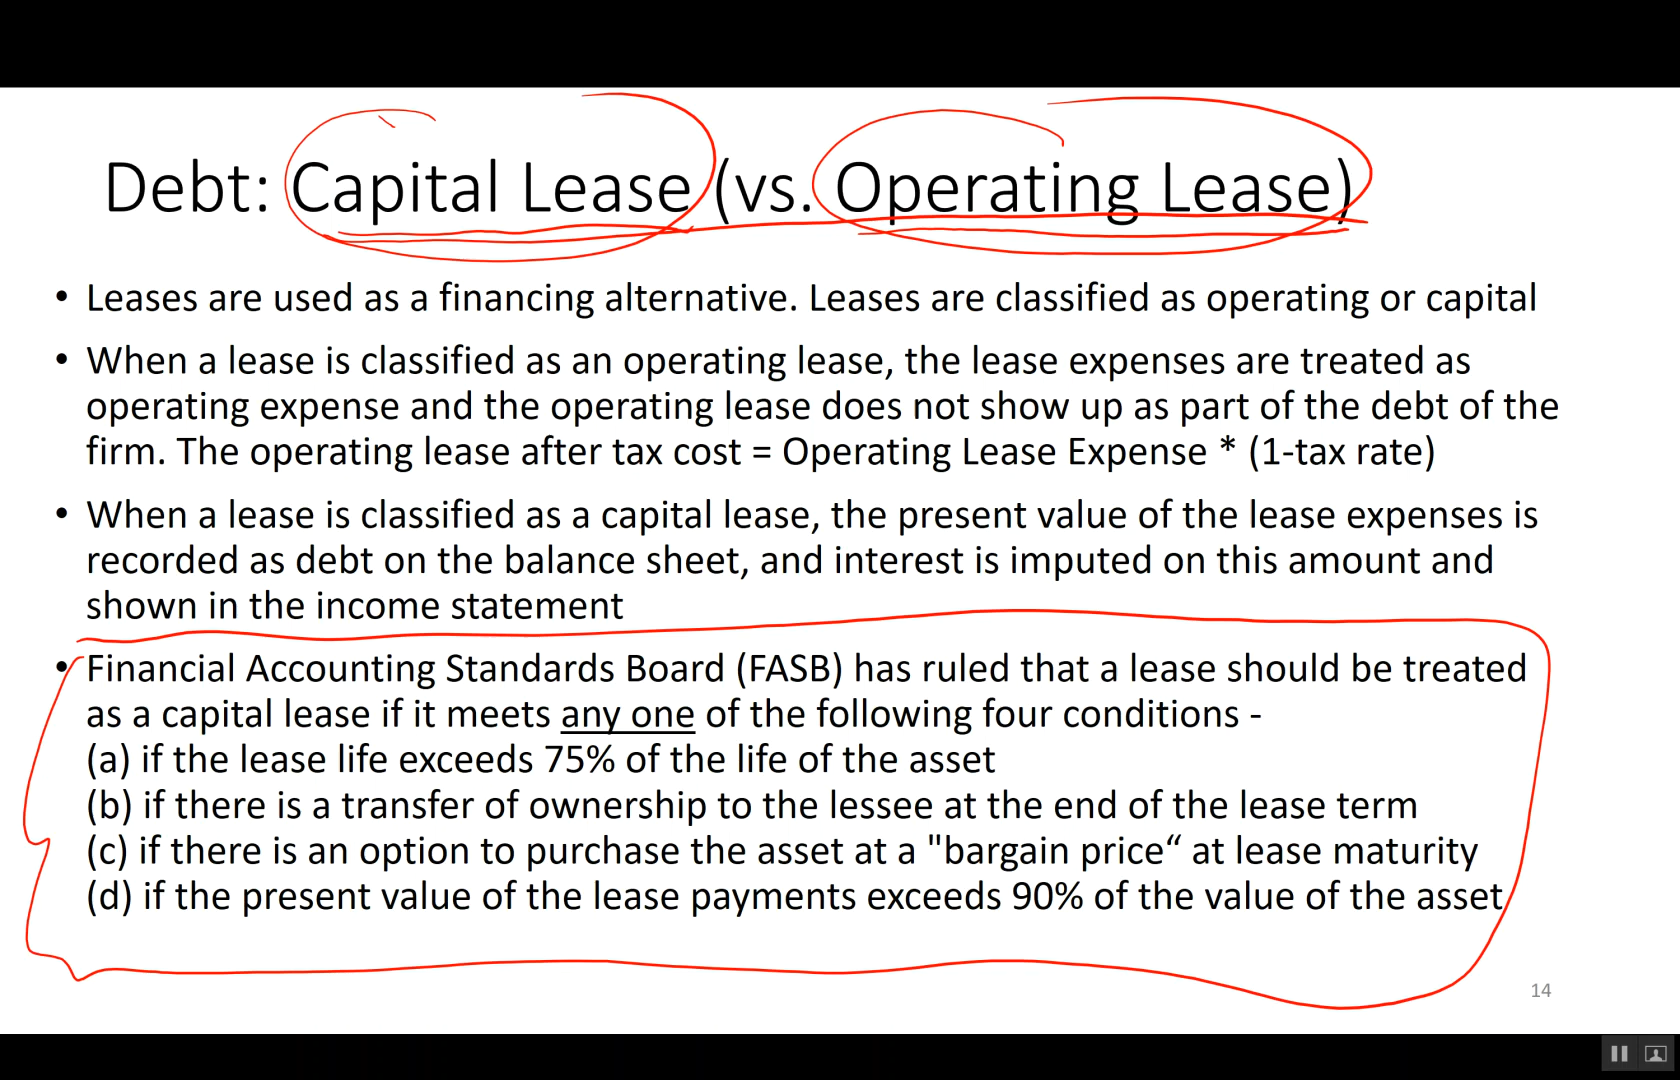 Debt: Capital Lease (vs. Operating Lease)
• Leases are used as a financing alternative. Leases are classified as operating or capital
• When a lease is classified as an operating lease, the lease expenses are treated as
operating expense and the operating lease does not show up as part of the debt of the
firm. The operating lease after tax cost = Operating Lease Expense * (1-tax rate)
• When a lease is classified as a capital lease, the present value of the lease expenses is
recorded as debt on the balance sheet, and interest is imputed on this amount and
shown in the income statement
• Financial Accounting Standards Board (FASB) has ruled that a lease should be treated
as a capital lease if it meets any one of the following four conditions -
(a) if the lease life exceeds 75% of the life of the asset
(b) if there is a transfer of ownership to the lessee at the end of the lease term
(c) if there is an option to purchase the asset at a "bargain price“ at lease maturity
(d) if the present value of the lease payments exceeds 90% of the value of the asset
14